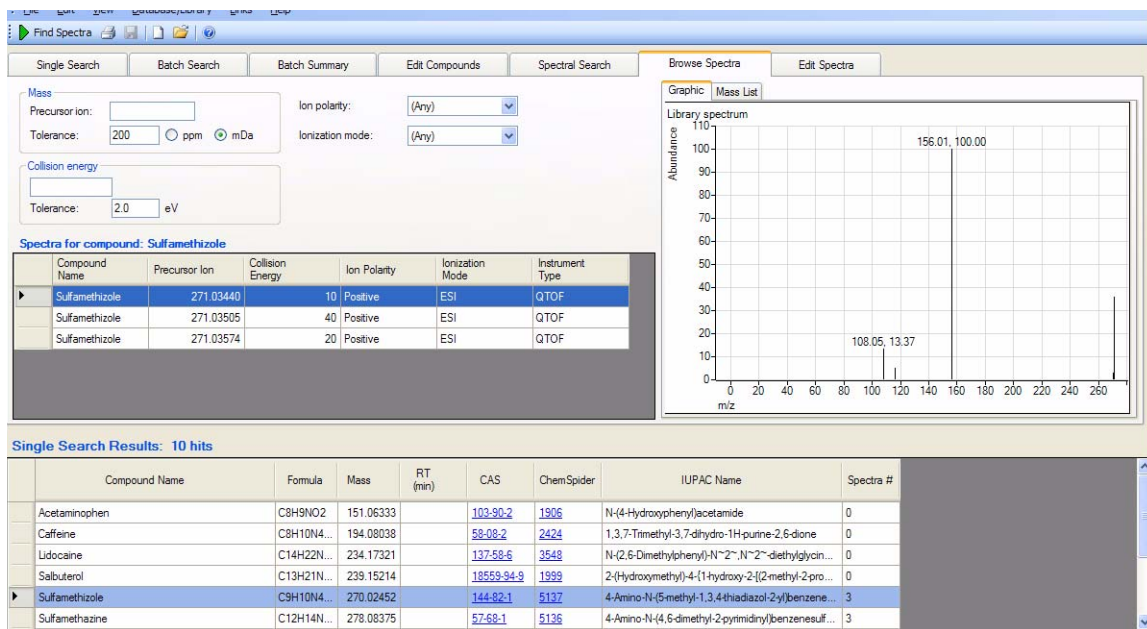 File Edit View Database/Library Links Help
Find Spectra
Single Search Batch Search Batch Summary Edit Compounds Spectral Search Browse Spectra Edit Spectra
Mass
Precursor ion:
Tolerance: 200 ppm mDa
Ion polarity: (Any)
Ionization mode: (Any)
Collision energy
Tolerance: 2.0 eV
Graphic Mass List
Library spectrum
Abundance
110
100
90
80
70
60
50
40
30
20
10
0
156.01, 100.00
108.05, 13.37
0 20 40 60 80 100 120 140 160 180 200 220 240 260
m/z
Spectra for compound: Sulfamethizole
Compound Name Precursor Ion Collision Energy Ion Polarity Ionization Mode Instrument Type
Sulfamethizole 271.03440 10 Positive ESI QTOF
Sulfamethizole 271.03505 40 Positive ESI QTOF
Sulfamethizole 271.03574 20 Positive ESI QTOF
Single Search Results: 10 hits
Compound Name Formula Mass RT (min) CAS ChemSpider IUPAC Name Spectra #
Acetaminophen C8H9NO2 151.06333 103-90-2 1906 N-(4-Hydroxyphenyl)acetamide 0
Caffeine C8H10N4... 194.08038 58-08-2 2424 1,3,7-Trimethyl-3,7-dihydro-1H-purine-2,6-dione 0
Lidocaine C14H22N... 234.17321 137-58-6 3548 N-(2,6-Dimethylphenyl)-N~2~,N~2~-diethylglycin... 0
Salbuterol C13H21N... 239.15214 18559-94-9 1999 2-(Hydroxymethyl)-4-{1-hydroxy-2-[(2-methyl-2-pro... 0
Sulfamethizole C9H10N4... 270.02452 144-82-1 5137 4-Amino-N-(5-methyl-1,3,4-thiadiazol-2-yl)benzene... 3
Sulfamethazine C12H14N... 278.08375 57-68-1 5136 4-Amino-N-(4,6-dimethyl-2-pyrimidinyl)benzenesulf... 3